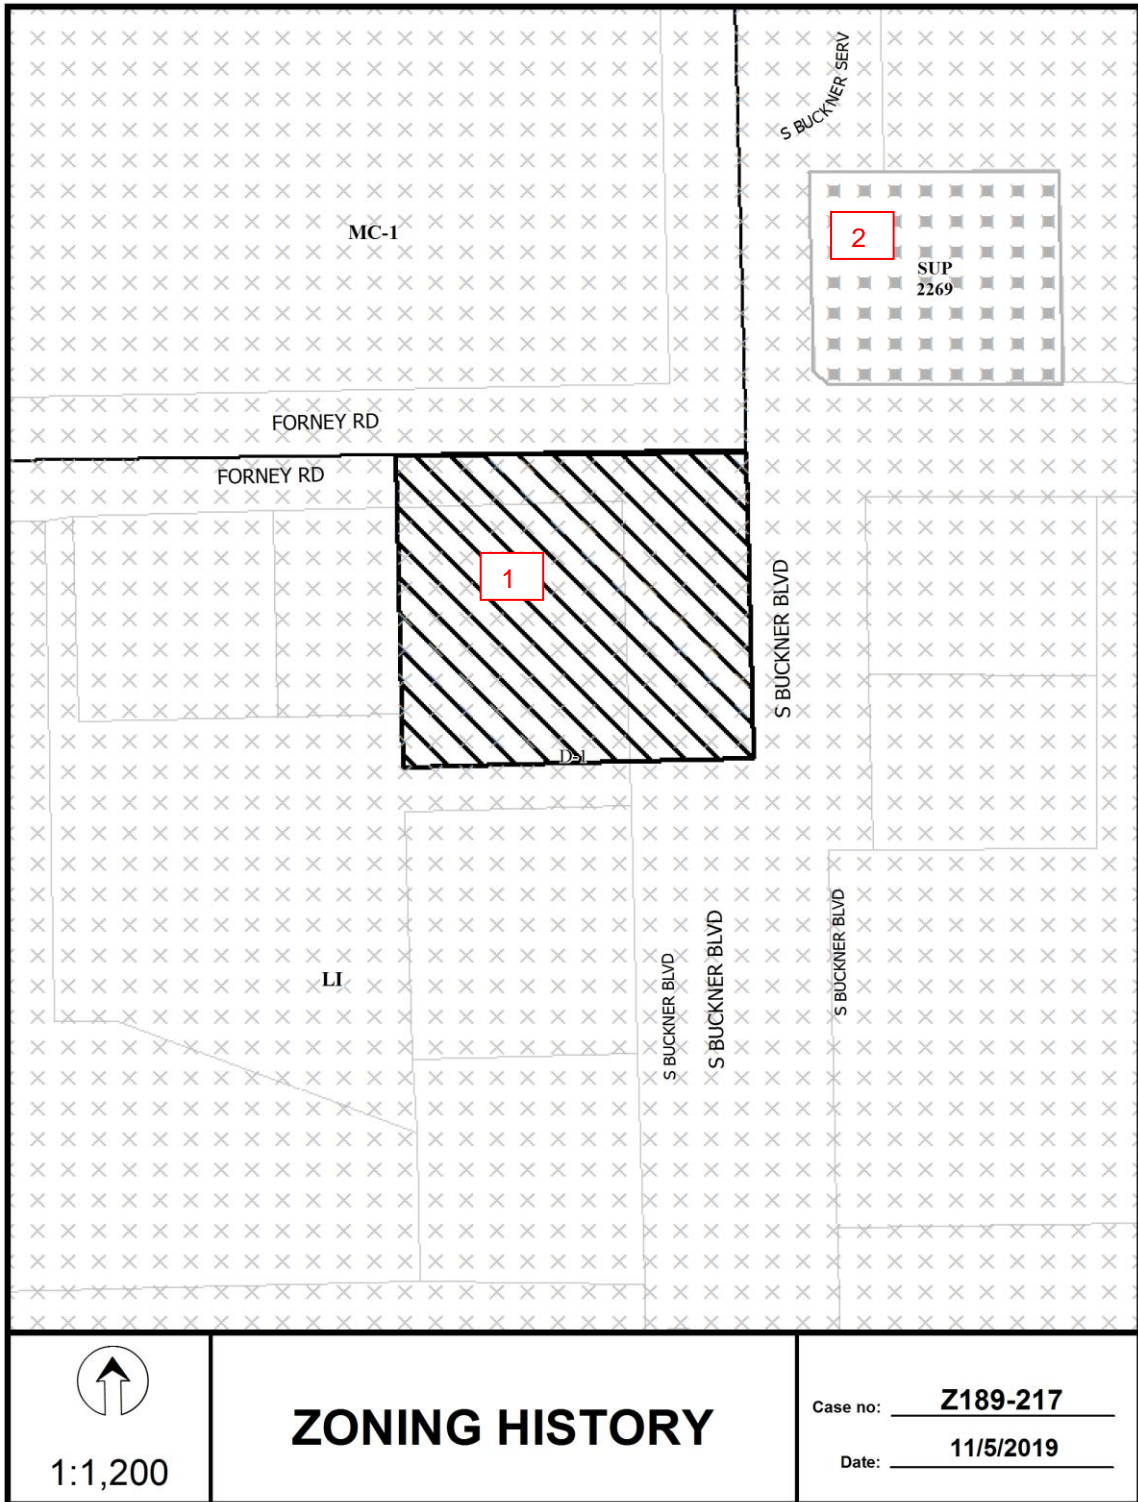 S BUCKNER SERV
MC-1
2
SUP
2269
FORNEY RD
FORNEY RD
1
S BUCKNER BLVD
D-1
S BUCKNER BLVD
S BUCKNER BLVD
S BUCKNER BLVD
LI
1:1,200
ZONING HISTORY
Case no: Z189-217
Date: 11/5/2019